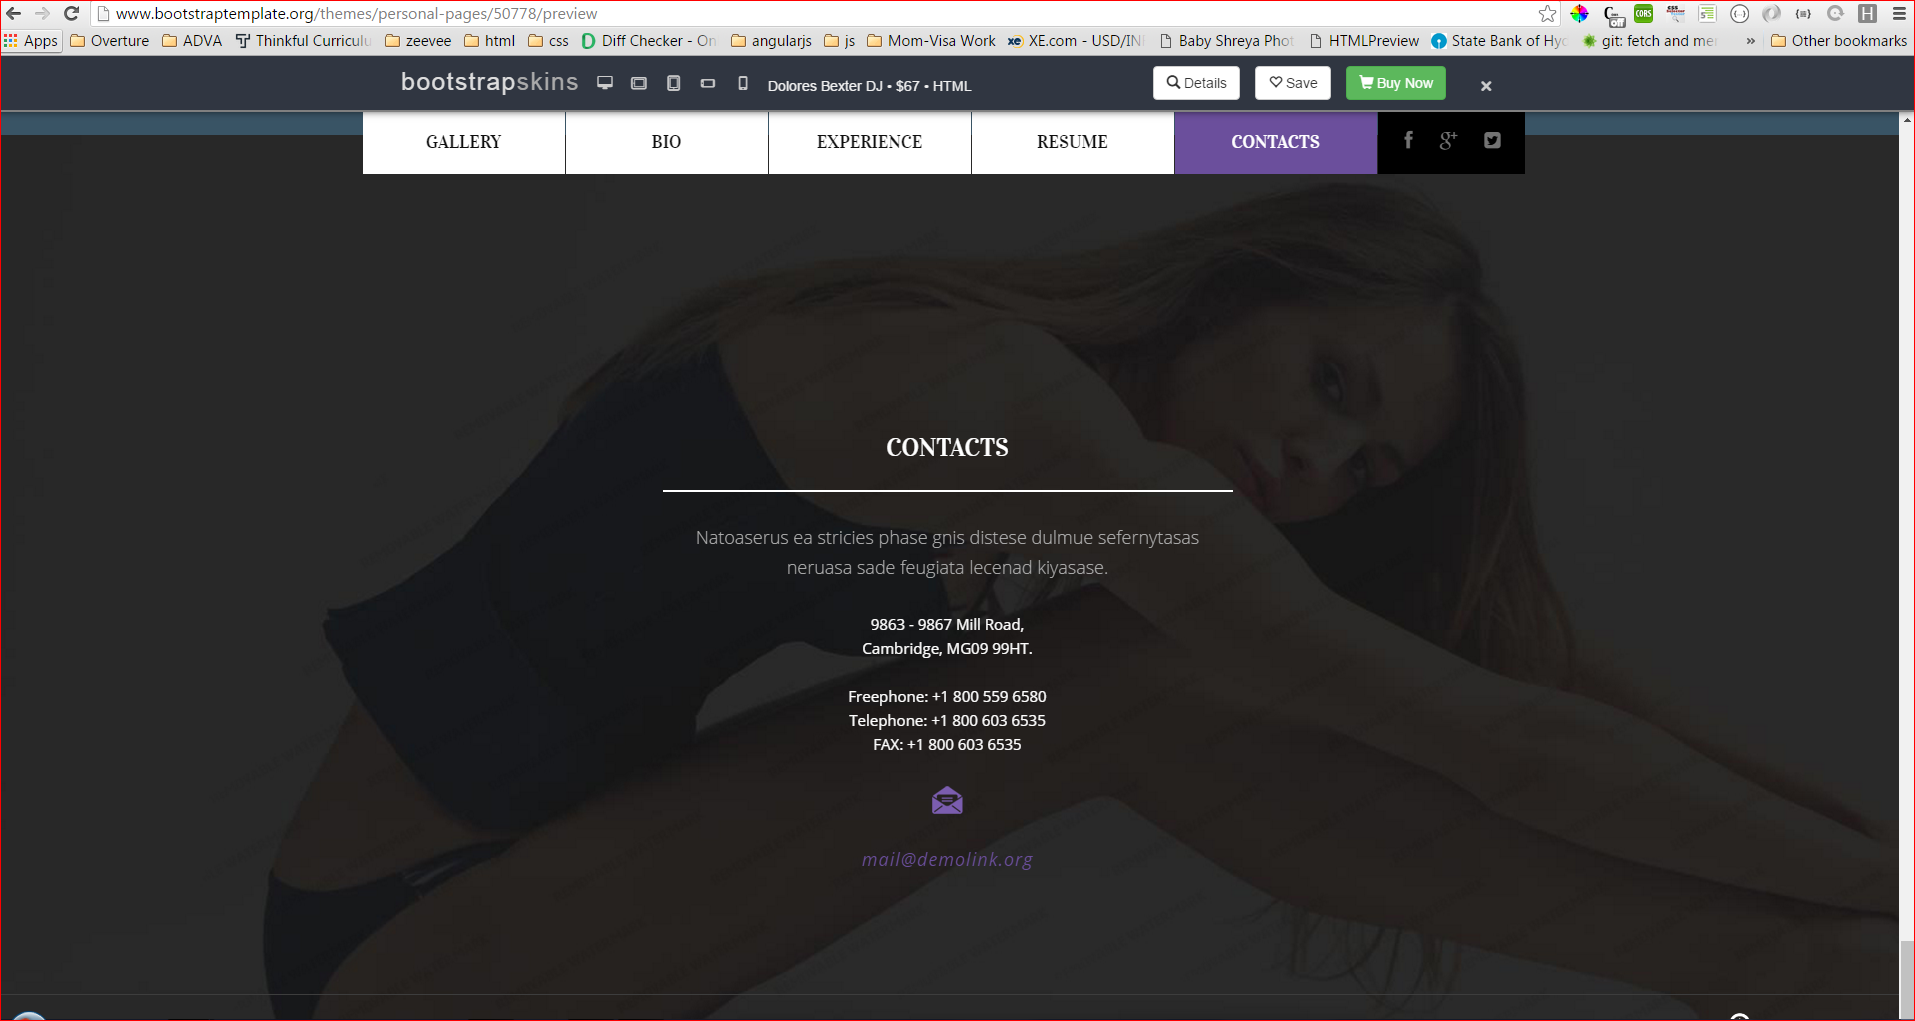 www.bootstraptemplate.org/themes/personal-pages/50778/preview
Apps Overture ADVA Thinkful Curriculu zeevee html css Diff Checker - On angularjs js Mom-Visa Work XE.com - USD/IN Baby Shreya Phot HTMLPreview State Bank of Hyd git: fetch and mer » Other bookmarks
bootstrapskins Dolores Bexter DJ • $67 • HTML Details Save Buy Now ×
GALLERY BIO EXPERIENCE RESUME CONTACTS
CONTACTS
Natoaserus ea stricies phase gnis distese dulmue sefernytasas
neruasa sade feugiata lecenad kiyasase.
9863 - 9867 Mill Road,
Cambridge, MG09 99HT.
Freephone: +1 800 559 6580
Telephone: +1 800 603 6535
FAX: +1 800 603 6535
mail@demolink.org